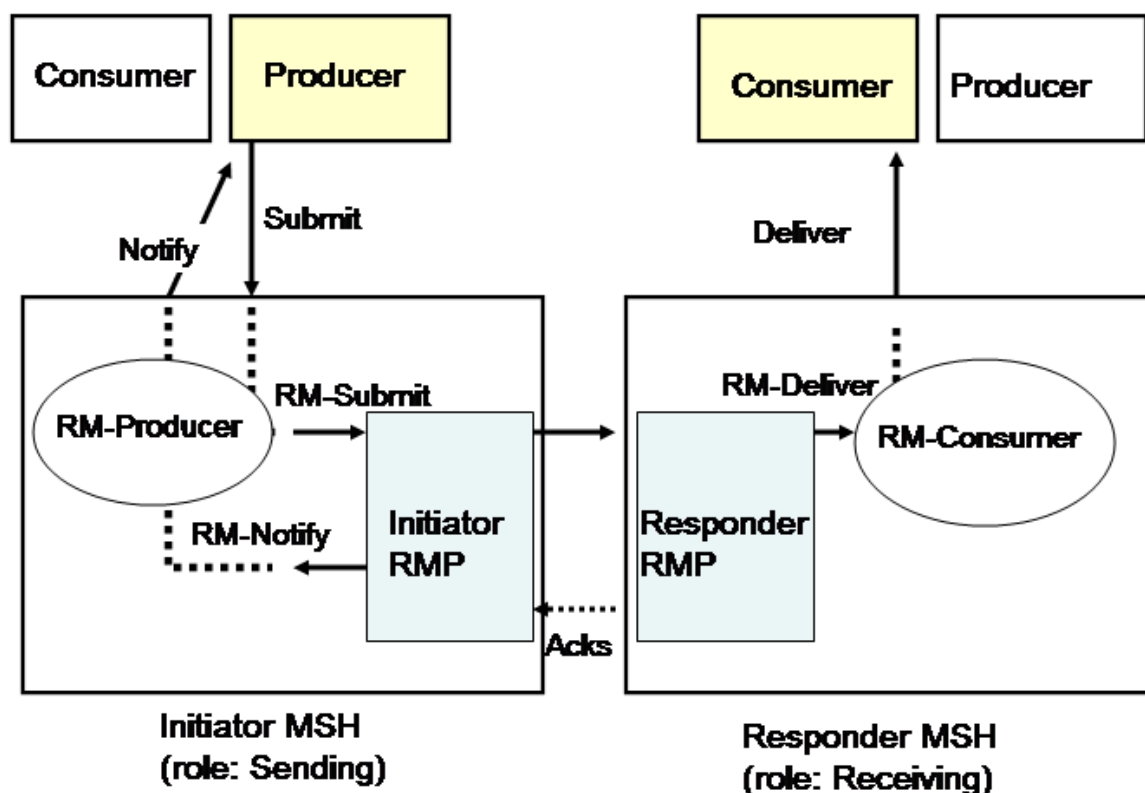 Consumer
Producer
Consumer
Producer
Submit
Notify
Deliver
RM-Submit
RM-Deliver
RM-Producer
RM-Consumer
RM-Notify
Initiator
RMP
Responder
RMP
Acks
Initiator MSH
(role: Sending)
Responder MSH
(role: Receiving)